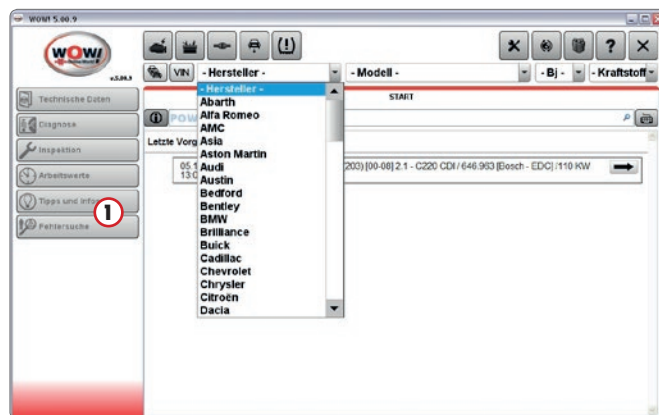 WOW! 5.00.9
WOW!
v.5.00.9
VIN
- Hersteller -
- Modell -
- Bj -
- Kraftstoff -
Technische Daten
Diagnose
Inspektion
Arbeitswerte
Tipps und Infos
Fehlersuche
1
START
POW
Letzte Vorg
05.1
13:0
(203) [00-08] 2.1 - C220 CDI / 646.963 [Bosch - EDC] /110 KW
- Hersteller -
Abarth
Alfa Romeo
AMC
Asia
Aston Martin
Audi
Austin
Bedford
Bentley
BMW
Brilliance
Buick
Cadillac
Chevrolet
Chrysler
Citroën
Dacia